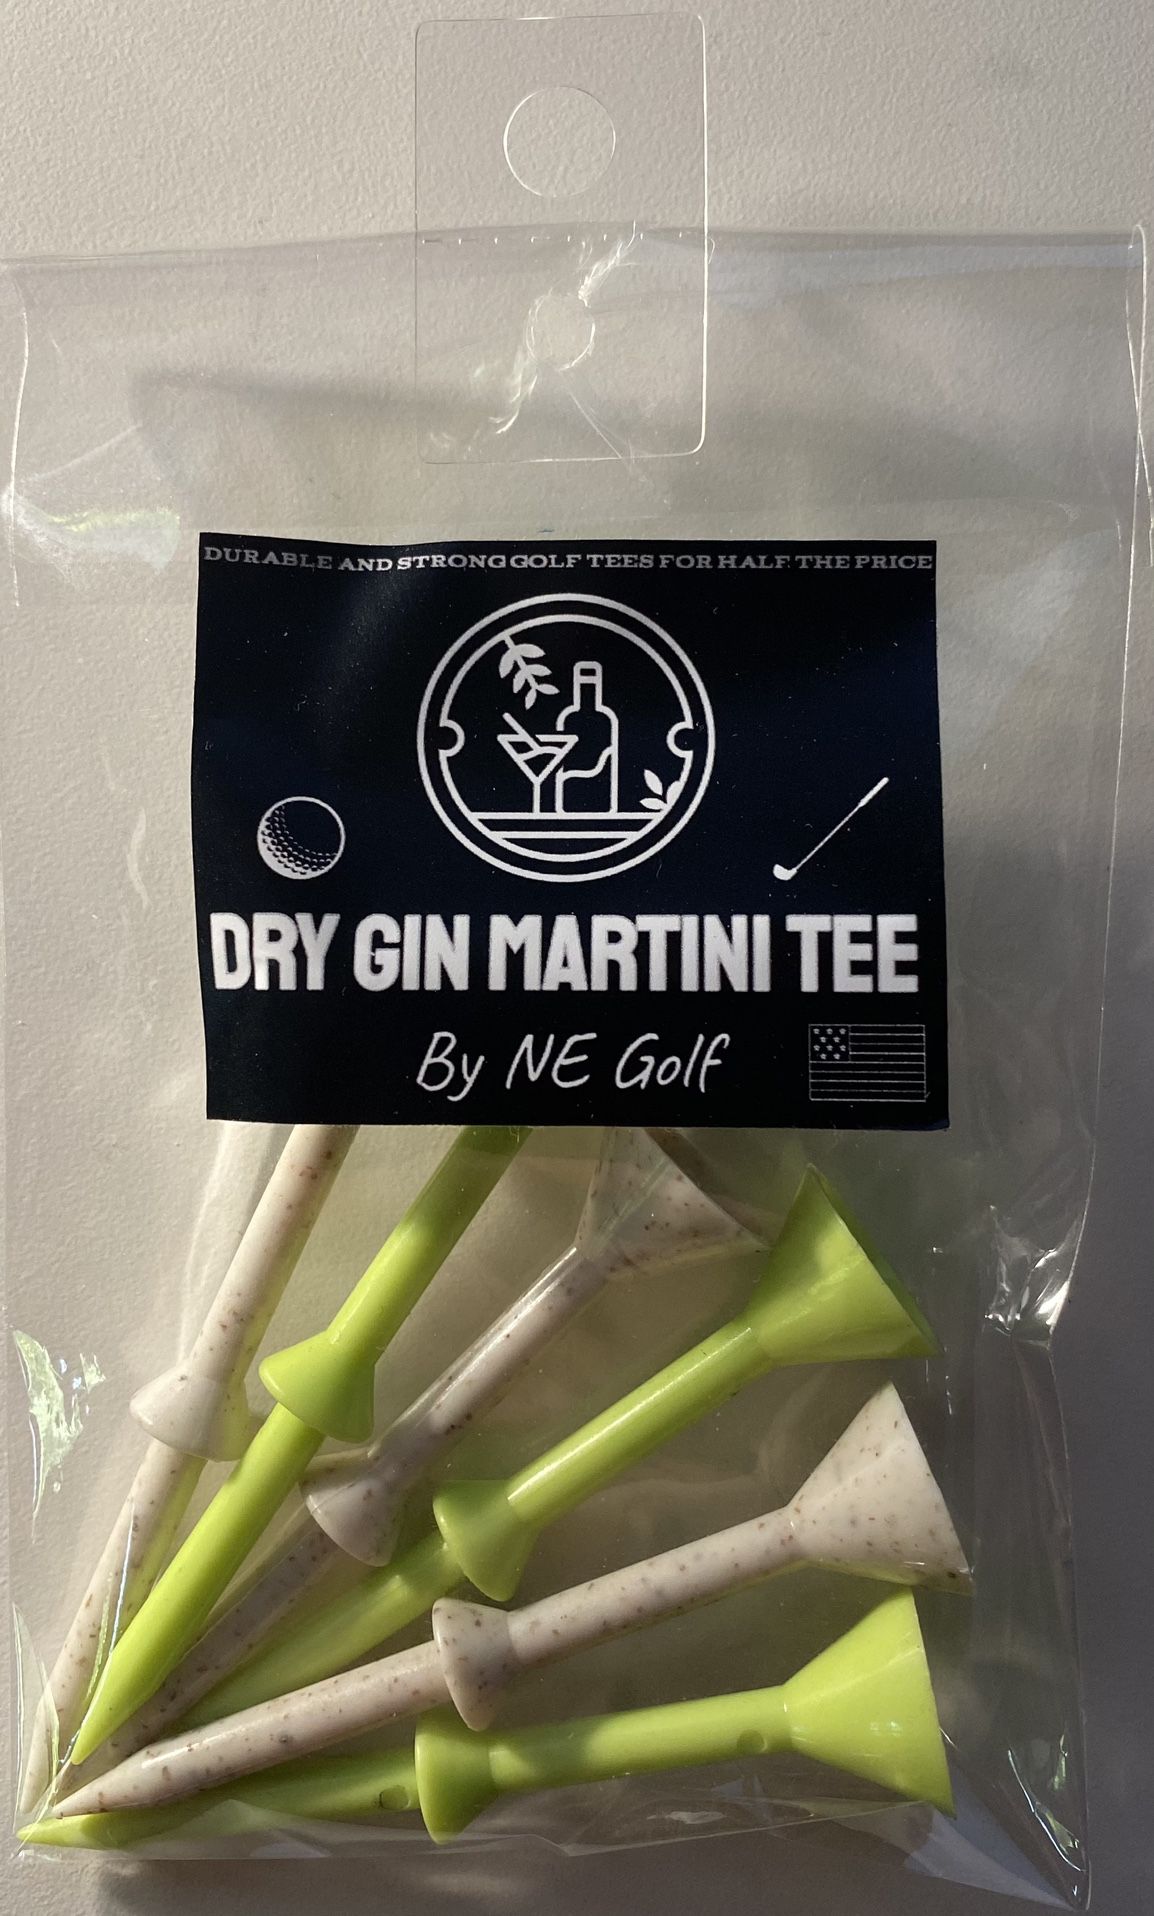 DURABLE AND STRONG GOLF TEES FOR HALF THE PRICE
DRY GIN MARTINI TEE
By NE Golf